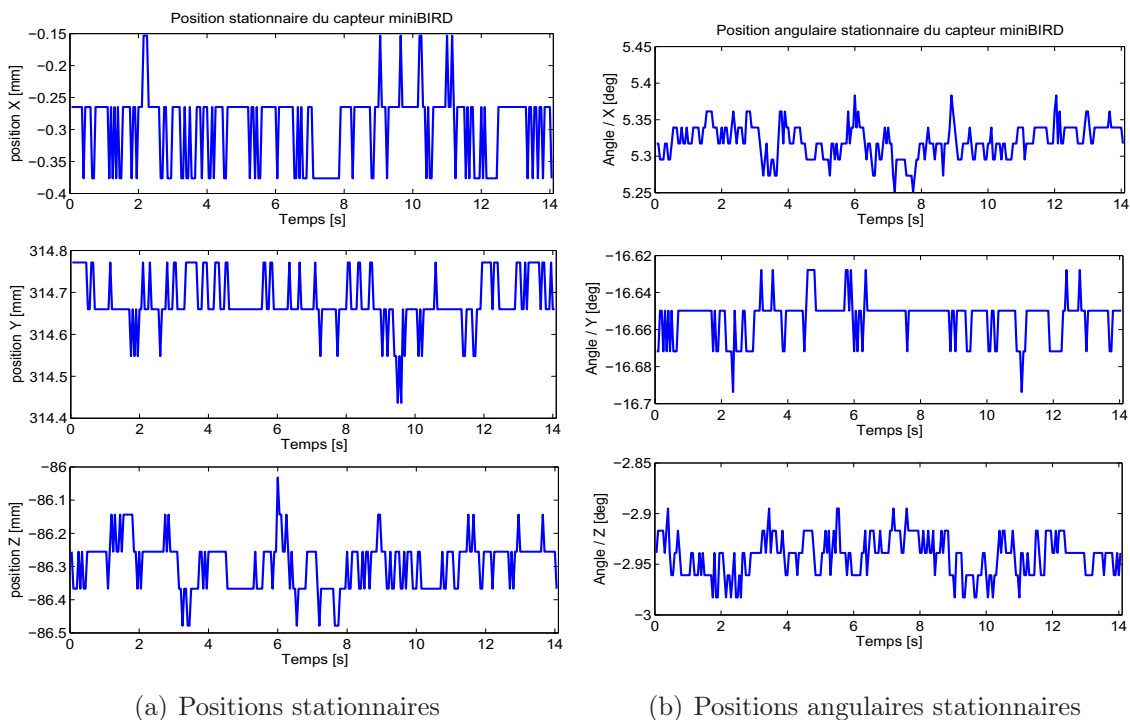 Position stationnaire du capteur miniBIRD
position X [mm]
−0.15
−0.2
−0.25
−0.3
−0.35
−0.4
0 2 4 6 8 10 12 14
Temps [s]
position Y [mm]
314.8
314.7
314.6
314.5
314.4
0 2 4 6 8 10 12 14
Temps [s]
position Z [mm]
−86
−86.1
−86.2
−86.3
−86.4
−86.5
0 2 4 6 8 10 12 14
Temps [s]
(a) Positions stationnaires
Position angulaire stationnaire du capteur miniBIRD
Angle / X [deg]
5.45
5.4
5.35
5.3
5.25
0 2 4 6 8 10 12 14
Temps [s]
Angle / Y [deg]
−16.62
−16.64
−16.66
−16.68
−16.7
0 2 4 6 8 10 12 14
Temps [s]
Angle / Z [deg]
−2.85
−2.9
−2.95
−3
0 2 4 6 8 10 12 14
Temps [s]
(b) Positions angulaires stationnaires